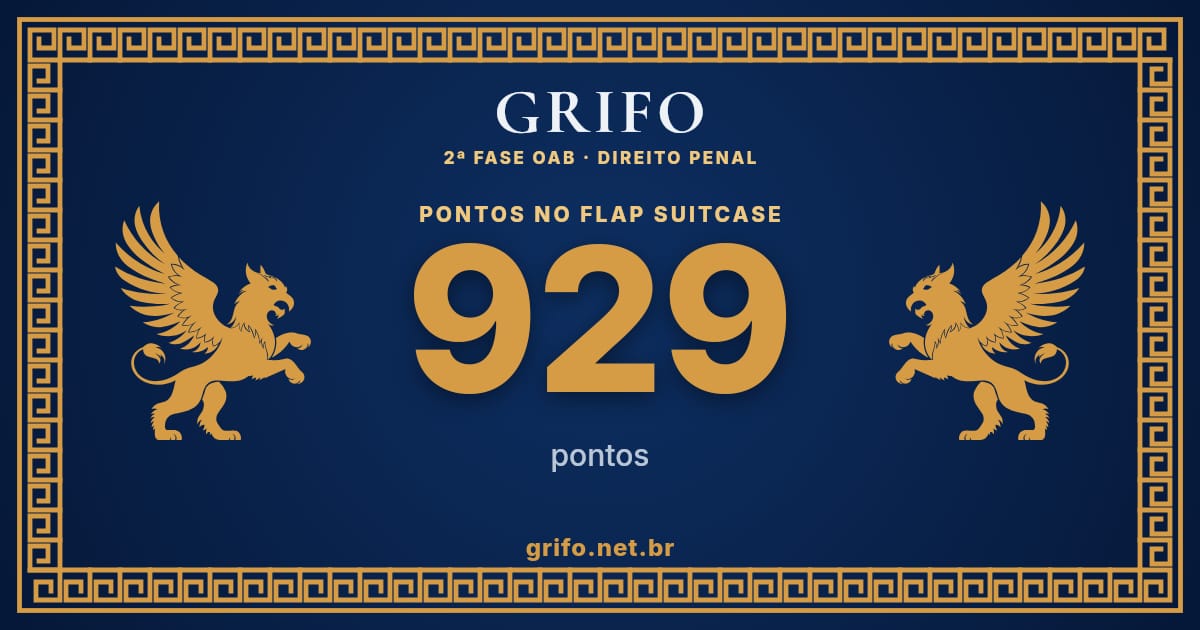 GRIFO
2ª FASE OAB · DIREITO PENAL
PONTOS NO FLAP SUITCASE
929
pontos
grifo.net.br